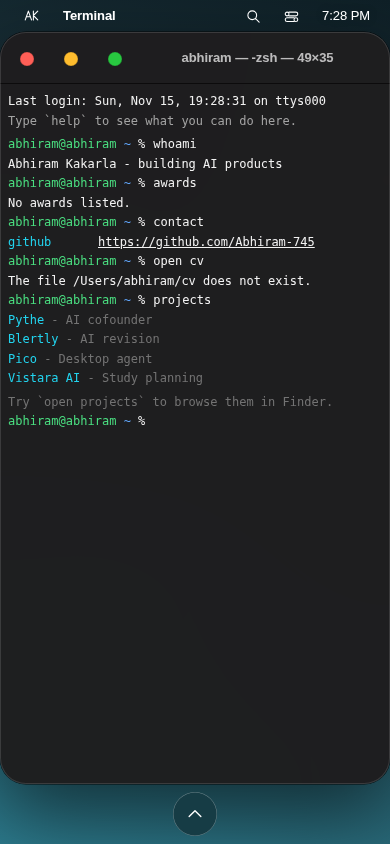 AK Terminal 7:28 PM
abhiram — -zsh — 49×35
Last login: Sun, Nov 15, 19:28:31 on ttys000
Type `help` to see what you can do here.
abhiram@abhiram ~ % whoami
Abhiram Kakarla - building AI products
abhiram@abhiram ~ % awards
No awards listed.
abhiram@abhiram ~ % contact
github https://github.com/Abhiram-745
abhiram@abhiram ~ % open cv
The file /Users/abhiram/cv does not exist.
abhiram@abhiram ~ % projects
Pythe - AI cofounder
Blertly - AI revision
Pico - Desktop agent
Vistara AI - Study planning
Try `open projects` to browse them in Finder.
abhiram@abhiram ~ %